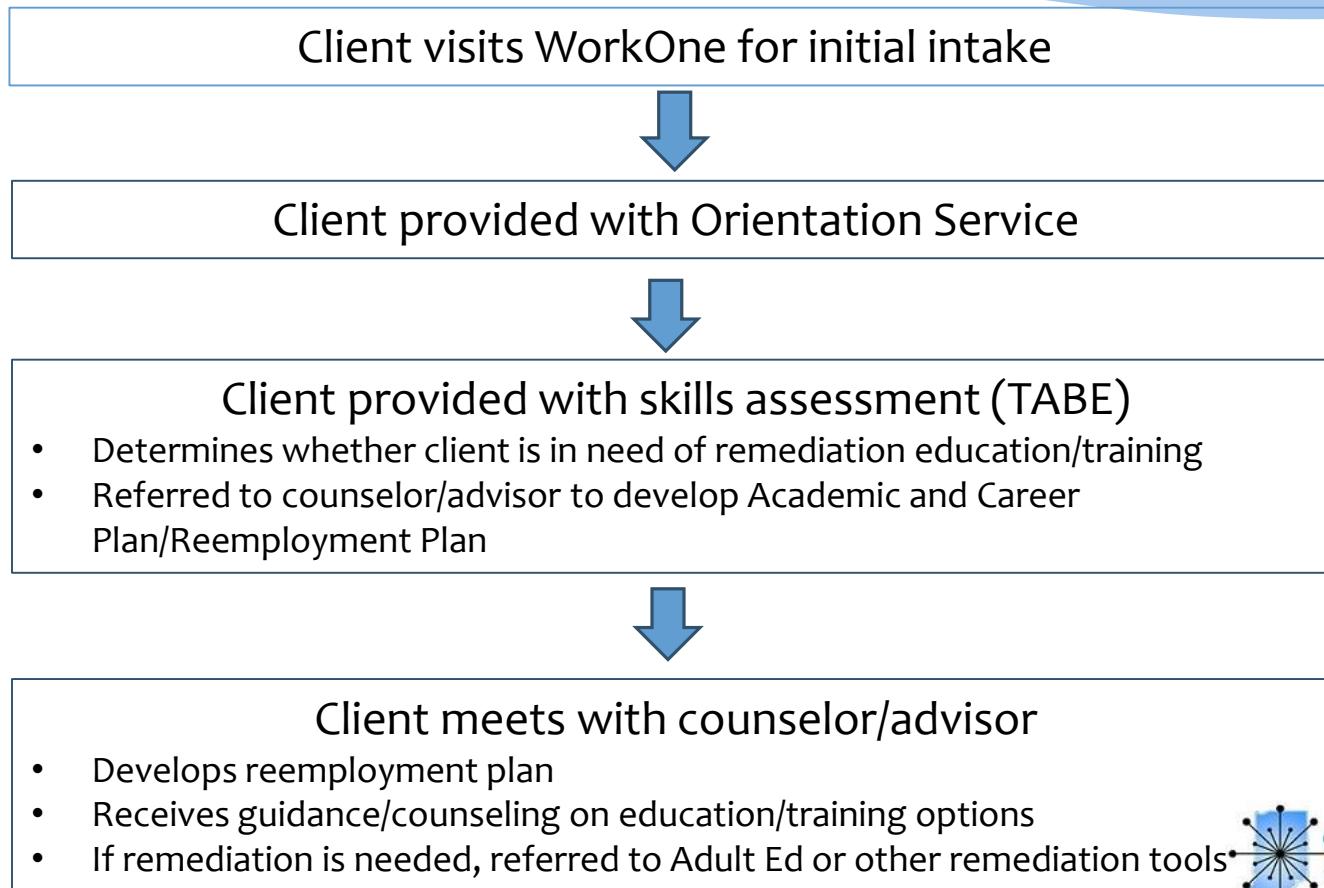 Client visits WorkOne for initial intake
Client provided with Orientation Service
Client provided with skills assessment (TABE)
• Determines whether client is in need of remediation education/training
• Referred to counselor/advisor to develop Academic and Career
Plan/Reemployment Plan
Client meets with counselor/advisor
• Develops reemployment plan
• Receives guidance/counseling on education/training options
• If remediation is needed, referred to Adult Ed or other remediation tools